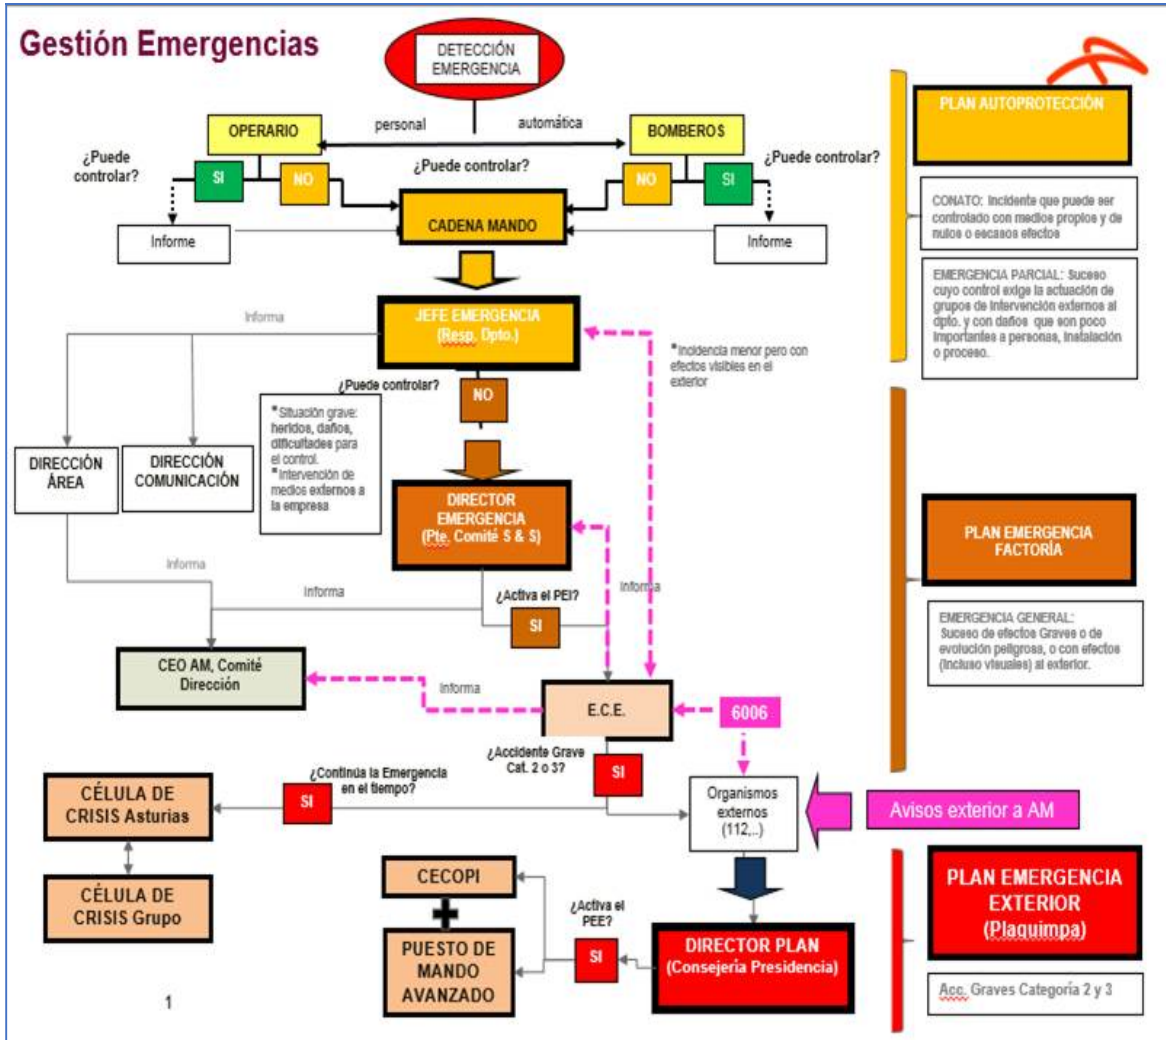 Gestión Emergencias
DETECCIÓN
EMERGENCIA
PLAN AUTOPROTECCIÓN
OPERARIO
personal
automática
BOMBEROS
¿Puede
controlar?
SI
NO
¿Puede controlar?
NO
SI
¿Puede controlar?
CADENA MANDO
Informe
Informe
CONATO: Incidente que puede ser
controlado con medios propios y de
nulos o escasos efectos
EMERGENCIA PARCIAL: Suceso
cuyo control exige la actuación de
grupos de intervención externos al
dpto. y con daños que son poco
importantes a personas, instalación
o proceso.
Informa
JEFE EMERGENCIA
(Resp. Dpto.)
*Incidencia menor pero con
efectos visibles en el
exterior
¿Puede controlar?
NO
*Situación grave:
heridos, daños,
dificultades para
el control.
*Intervención de
medios externos a
la empresa
DIRECCIÓN
ÁREA
DIRECCIÓN
COMUNICACIÓN
DIRECTOR
EMERGENCIA
(Pte. Comité S & S)
PLAN EMERGENCIA
FACTORÍA
Informa
Informa
¿Activa el PEI?
SI
Informa
EMERGENCIA GENERAL:
Suceso de efectos Graves o de
evolución peligrosa, o con efectos
(incluso visuales) al exterior.
CEO AM, Comité
Dirección
Informa
E.C.E.
6006
¿Accidente Grave
Cat. 2 o 3?
SI
¿Continúa la Emergencia
en el tiempo?
SI
CÉLULA DE
CRISIS Asturias
Organismos
externos
(112,..)
Avisos exterior a AM
CÉLULA DE
CRISIS Grupo
CECOPI
PUESTO DE
MANDO
AVANZADO
¿Activa el
PEE?
SI
DIRECTOR PLAN
(Consejería Presidencia)
PLAN EMERGENCIA
EXTERIOR
(Plaquimpa)
Acc. Graves Categoría 2 y 3
1